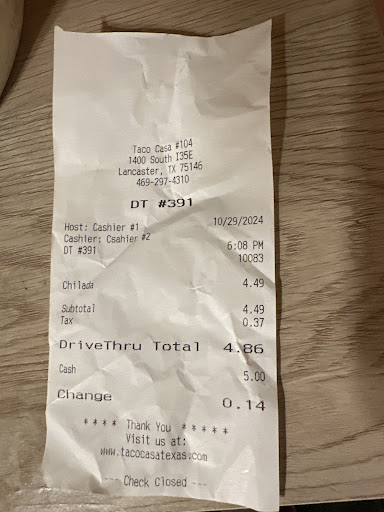 Taco Casa #104
1400 South I35E
Lancaster, TX 75146
469-297-4310
DT #391
Host: Cashier #1 10/29/2024
Cashier: Csahier #2
DT #391 6:08 PM
10083
Chilada 4.49
Subtotal 4.49
Tax 0.37
DriveThru Total 4.86
Cash 5.00
Change 0.14
**** Thank You *****
Visit us at:
www.tacocasatexas.com
--- Check Closed ---